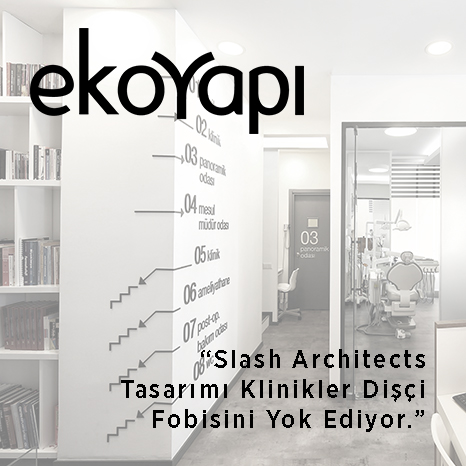 ekoyapı
02 klinik
03 panoramik
odası
04 mesul
müdür odası
05 klinik
06 ameliyathane
07 post-op.
bakım odası
08
03
panoramik
odası
“Slash Architects
Tasarımı Klinikler Dişçi
Fobisini Yok Ediyor.”